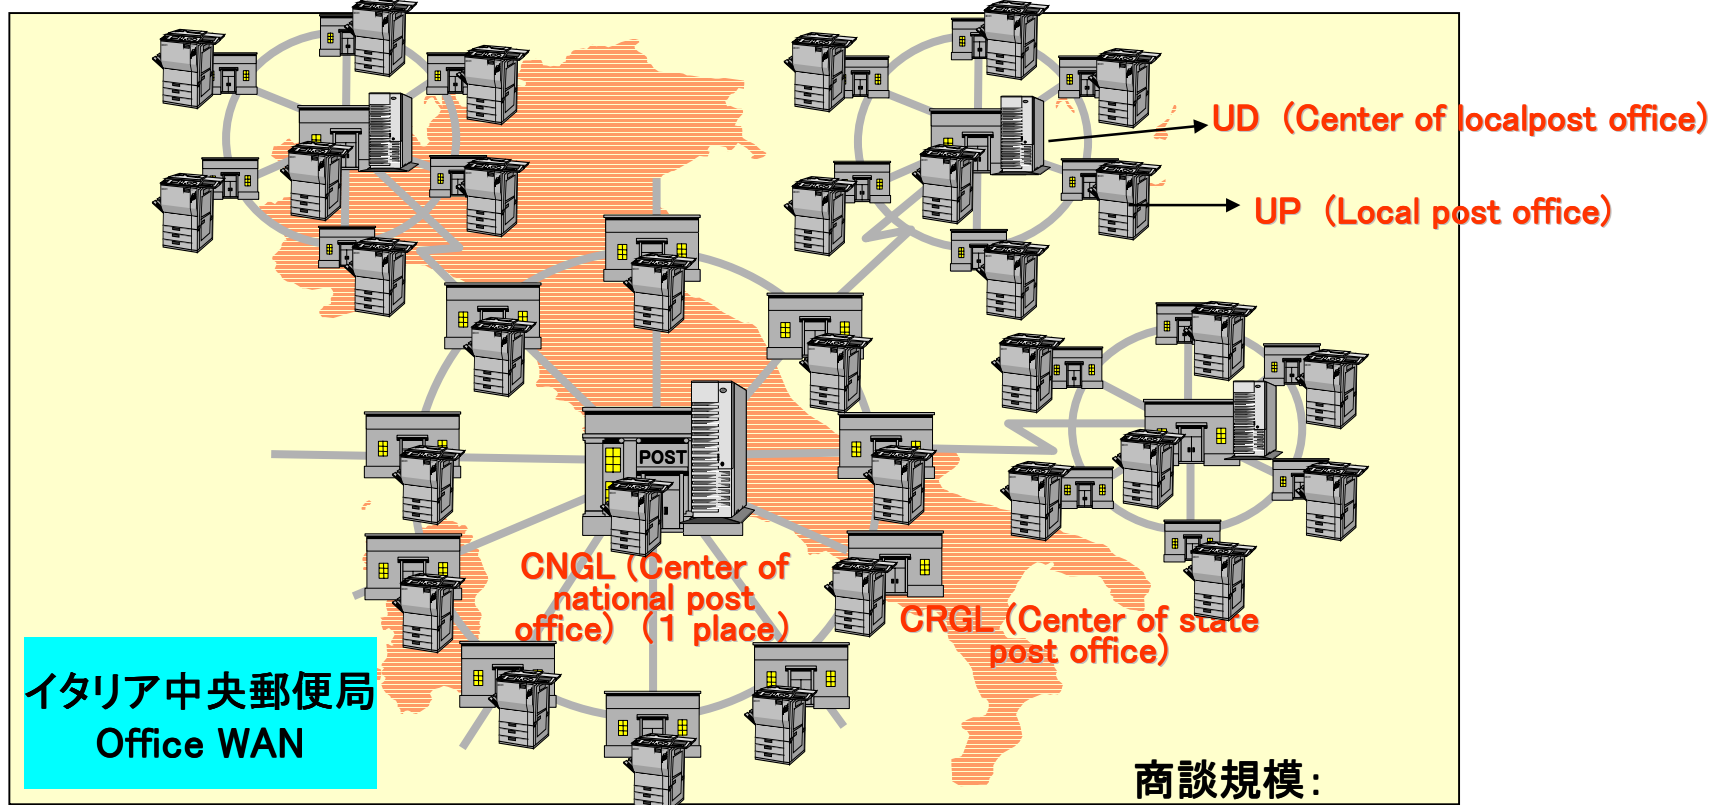 UD (Center of localpost office)
UP (Local post office)
POST
CNGL (Center of
national post
office) (1 place)
CRGL (Center of state
post office)
イタリア中央郵便局
Office WAN
商談規模: